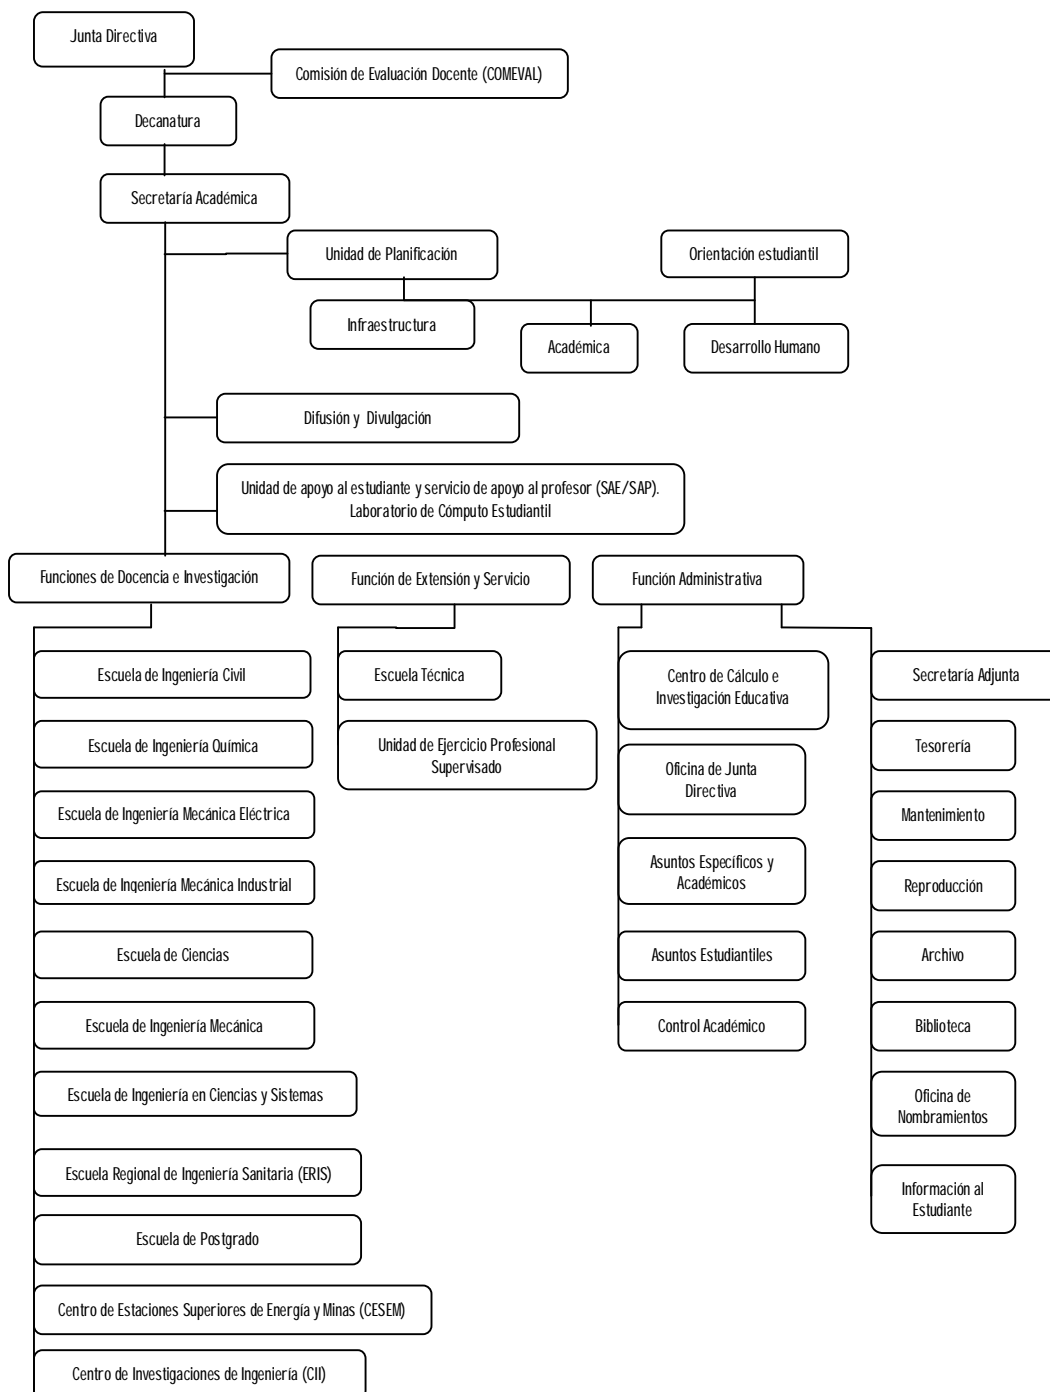 Junta Directiva
Comisión de Evaluación Docente (COMEVAL)
Decanatura
Secretaría Académica
Unidad de Planificación
Orientación estudiantil
Infraestructura
Académica
Desarrollo Humano
Difusión y Divulgación
Unidad de apoyo al estudiante y servicio de apoyo al profesor (SAE/SAP).
Laboratorio de Cómputo Estudiantil
Funciones de Docencia e Investigación
Escuela de Ingeniería Civil
Escuela de Ingeniería Química
Escuela de Ingeniería Mecánica Eléctrica
Escuela de Ingeniería Mecánica Industrial
Escuela de Ciencias
Escuela de Ingeniería Mecánica
Escuela de Ingeniería en Ciencias y Sistemas
Escuela Regional de Ingeniería Sanitaria (ERIS)
Escuela de Postgrado
Centro de Estaciones Superiores de Energía y Minas (CESEM)
Centro de Investigaciones de Ingeniería (CII)
Función de Extensión y Servicio
Escuela Técnica
Unidad de Ejercicio Profesional
Supervisado
Función Administrativa
Centro de Cálculo e
Investigación Educativa
Oficina de Junta
Directiva
Asuntos Específicos y
Académicos
Asuntos Estudiantiles
Control Académico
Secretaría Adjunta
Tesorería
Mantenimiento
Reproducción
Archivo
Biblioteca
Oficina de
Nombramientos
Información al
Estudiante